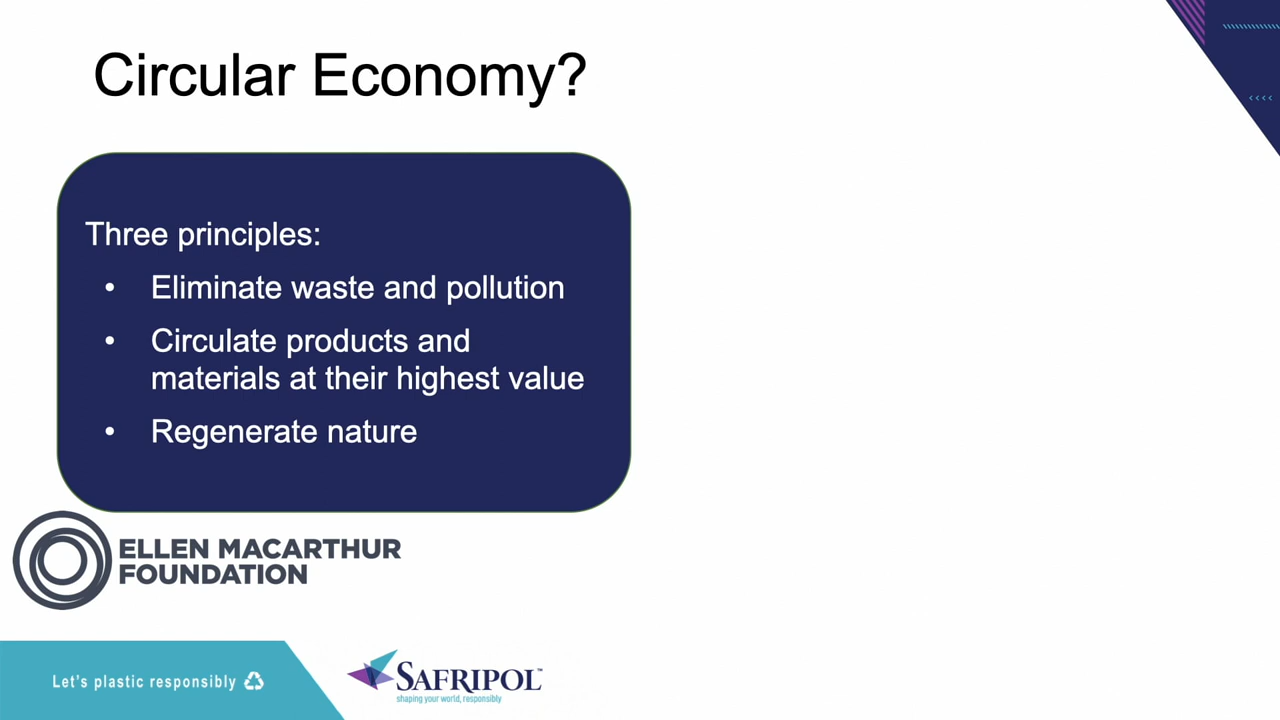 Circular Economy?
Three principles:
• Eliminate waste and pollution
• Circulate products and
materials at their highest value
• Regenerate nature
ELLEN MACARTHUR
FOUNDATION
Let's plastic responsibly
SAFRIPOL™
shaping your world, responsibly